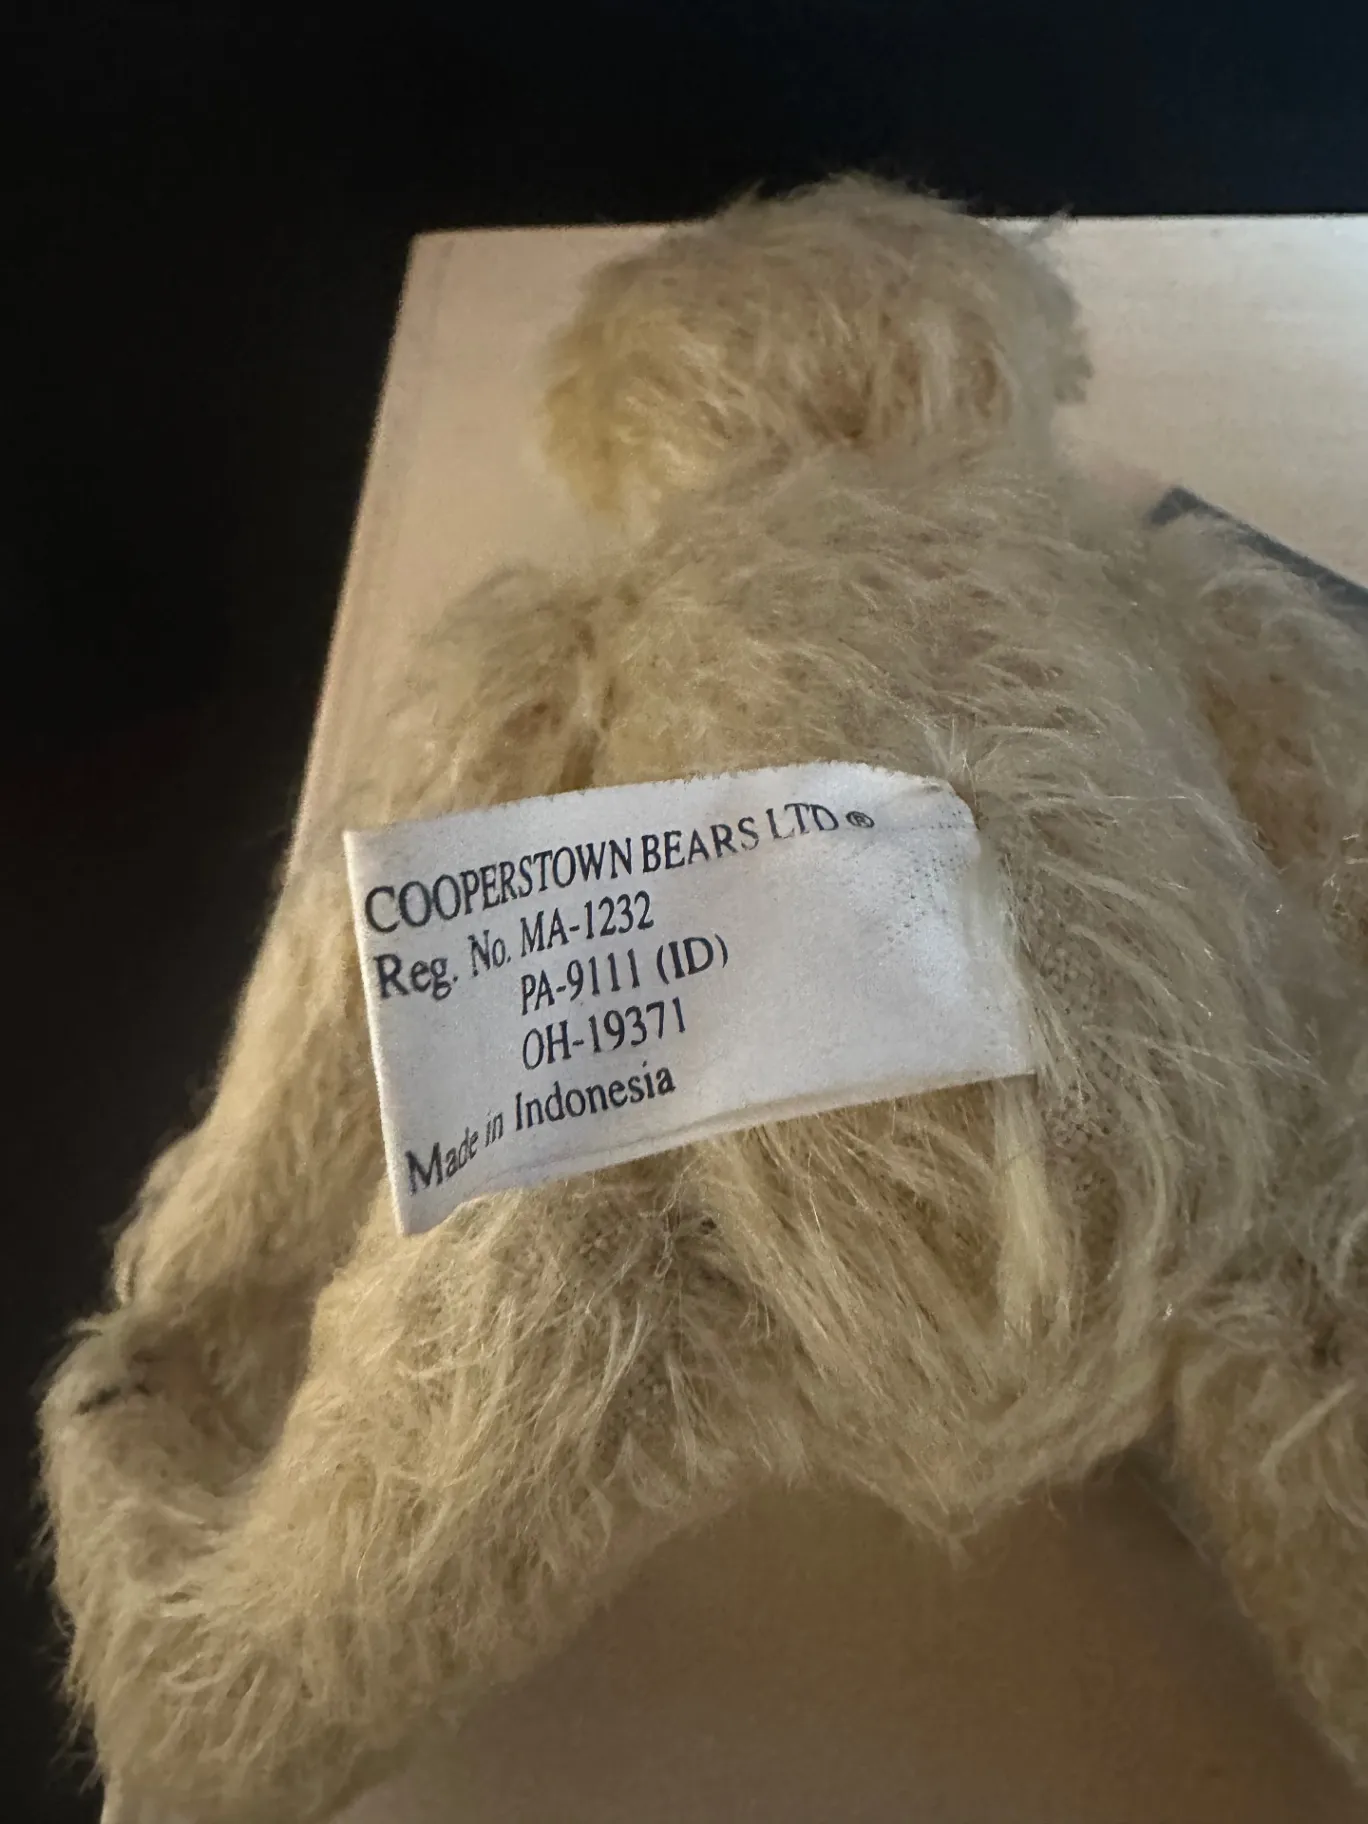 COOPERSTOWN BEARS LTD ®
Reg. No. MA-1232
PA-9111 (ID)
OH-19371
Made in Indonesia